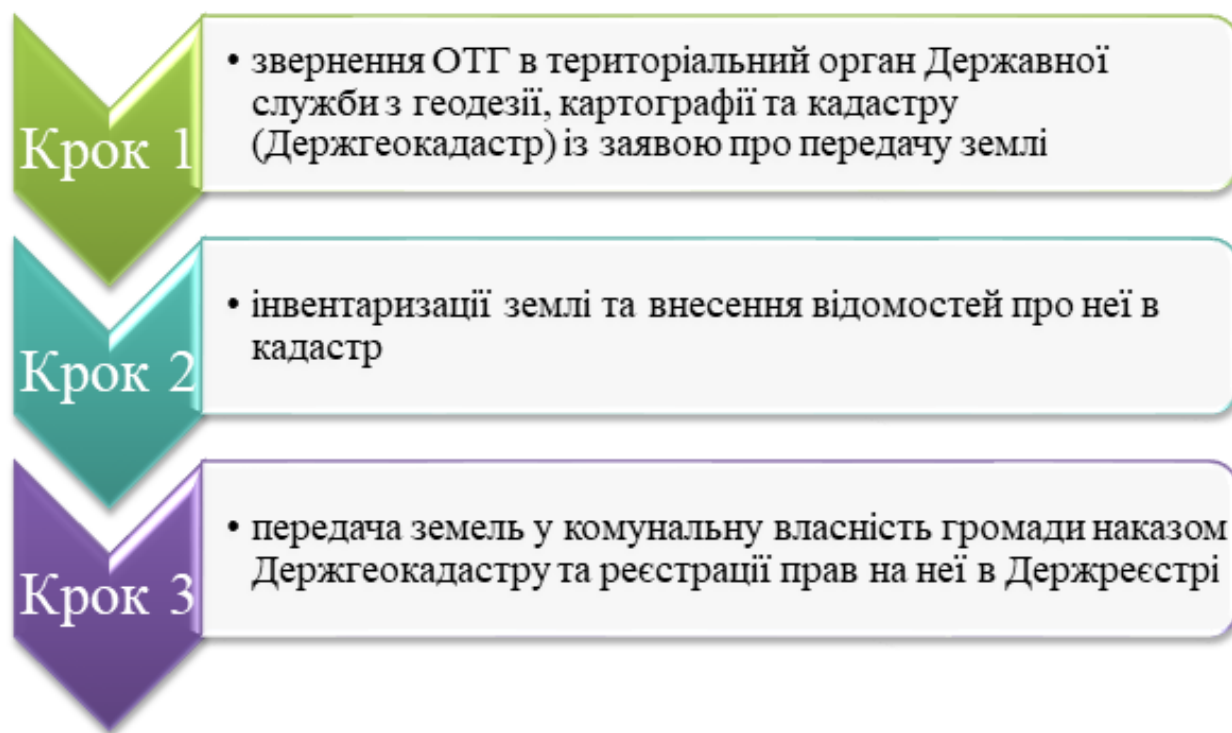 Крок 1
• звернення ОТГ в територіальний орган Державної
служби з геодезії, картографії та кадастру
(Держгеокадастр) із заявою про передачу землі
Крок 2
• інвентаризації землі та внесення відомостей про неї в
кадастр
Крок 3
• передача земель у комунальну власність громади наказом
Держгеокадастру та реєстрації прав на неї в Держреєстрі